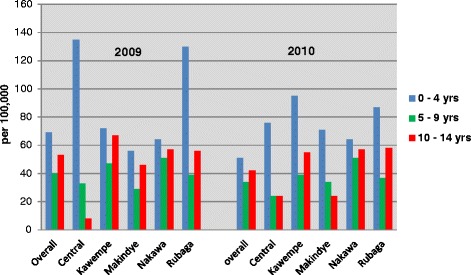 160
140
120
100
80
60
40
20
0
per 100,000
2009
2010
Overall
Central
Kawempe
Makindye
Nakawa
Rubaga
overall
Central
Kawempe
Makindye
Nakawa
Rubaga
0 - 4 yrs
5 - 9 yrs
10 - 14 yrs